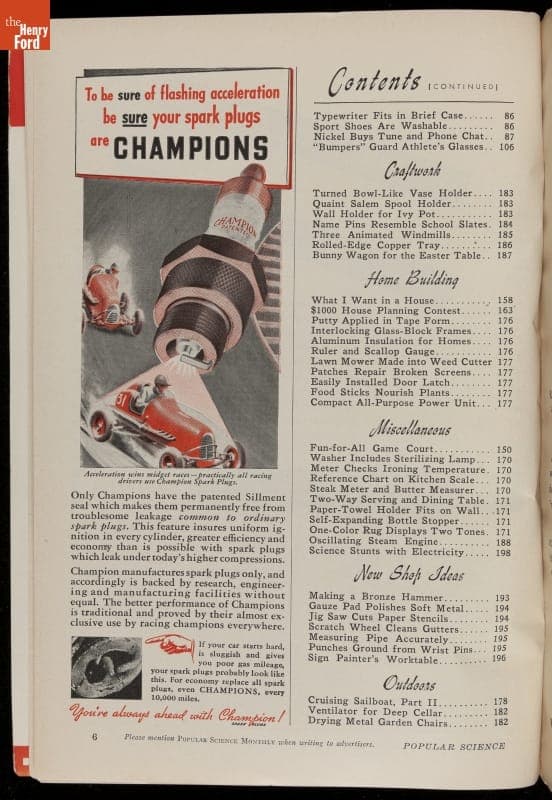 the
Henry
Ford
To be sure of flashing acceleration
be sure your spark plugs
are CHAMPIONS
CHAMPION
31
Acceleration wins midget races—practically all racing
drivers use Champion Spark Plugs.
Only Champions have the patented Sillment
seal which makes them permanently free from
troublesome leakage common to ordinary
spark plugs. This feature insures uniform ig-
nition in every cylinder, greater efficiency and
economy than is possible with spark plugs
which leak under today's higher compressions.
Champion manufactures spark plugs only, and
accordingly is backed by research, engineer-
ing and manufacturing facilities without
equal. The better performance of Champions
is traditional and proved by their almost ex-
clusive use by racing champions everywhere.
If your car starts hard,
is sluggish and gives
you poor gas mileage,
your spark plugs probably look like
this. For economy replace all spark
plugs, even CHAMPIONS, every
10,000 miles.
You're always ahead with Champion!
Contents [CONTINUED]
Typewriter Fits in Brief Case...... 86
Sport Shoes Are Washable......... 86
Nickel Buys Tune and Phone Chat.. 87
"Bumpers" Guard Athlete's Glasses.. 106
Craftwork
Turned Bowl-Like Vase Holder.... 183
Quaint Salem Spool Holder........ 183
Wall Holder for Ivy Pot........... 183
Name Pins Resemble School Slates. 184
Three Animated Windmills........ 185
Rolled-Edge Copper Tray.......... 186
Bunny Wagon for the Easter Table.. 187
Home Building
What I Want in a House........... 158
$1000 House Planning Contest...... 163
Putty Applied in Tape Form....... 176
Interlocking Glass-Block Frames.... 176
Aluminum Insulation for Homes.... 176
Ruler and Scallop Gauge........... 176
Lawn Mower Made into Weed Cutter 177
Patches Repair Broken Screens.... 177
Easily Installed Door Latch........ 177
Food Sticks Nourish Plants........ 177
Compact All-Purpose Power Unit... 177
Miscellaneous
Fun-for-All Game Court........... 150
Washer Includes Sterilizing Lamp... 170
Meter Checks Ironing Temperature. 170
Reference Chart on Kitchen Scale... 170
Steak Meter and Butter Measurer... 170
Two-Way Serving and Dining Table. 171
Paper-Towel Holder Fits on Wall... 171
Self-Expanding Bottle Stopper...... 171
One-Color Rug Displays Two Tones. 171
Oscillating Steam Engine.......... 188
Science Stunts with Electricity..... 198
New Shop Ideas
Making a Bronze Hammer......... 193
Gauze Pad Polishes Soft Metal..... 194
Jig Saw Cuts Paper Stencils........ 194
Scratch Wheel Cleans Gutters...... 195
Measuring Pipe Accurately......... 195
Punches Ground from Wrist Pins... 195
Sign Painter's Worktable.......... 196
Outdoors
Cruising Sailboat, Part II.......... 178
Ventilator for Deep Cellar......... 182
Drying Metal Garden Chairs....... 182
6
Please mention POPULAR SCIENCE MONTHLY when writing to advertisers.
POPULAR SCIENCE